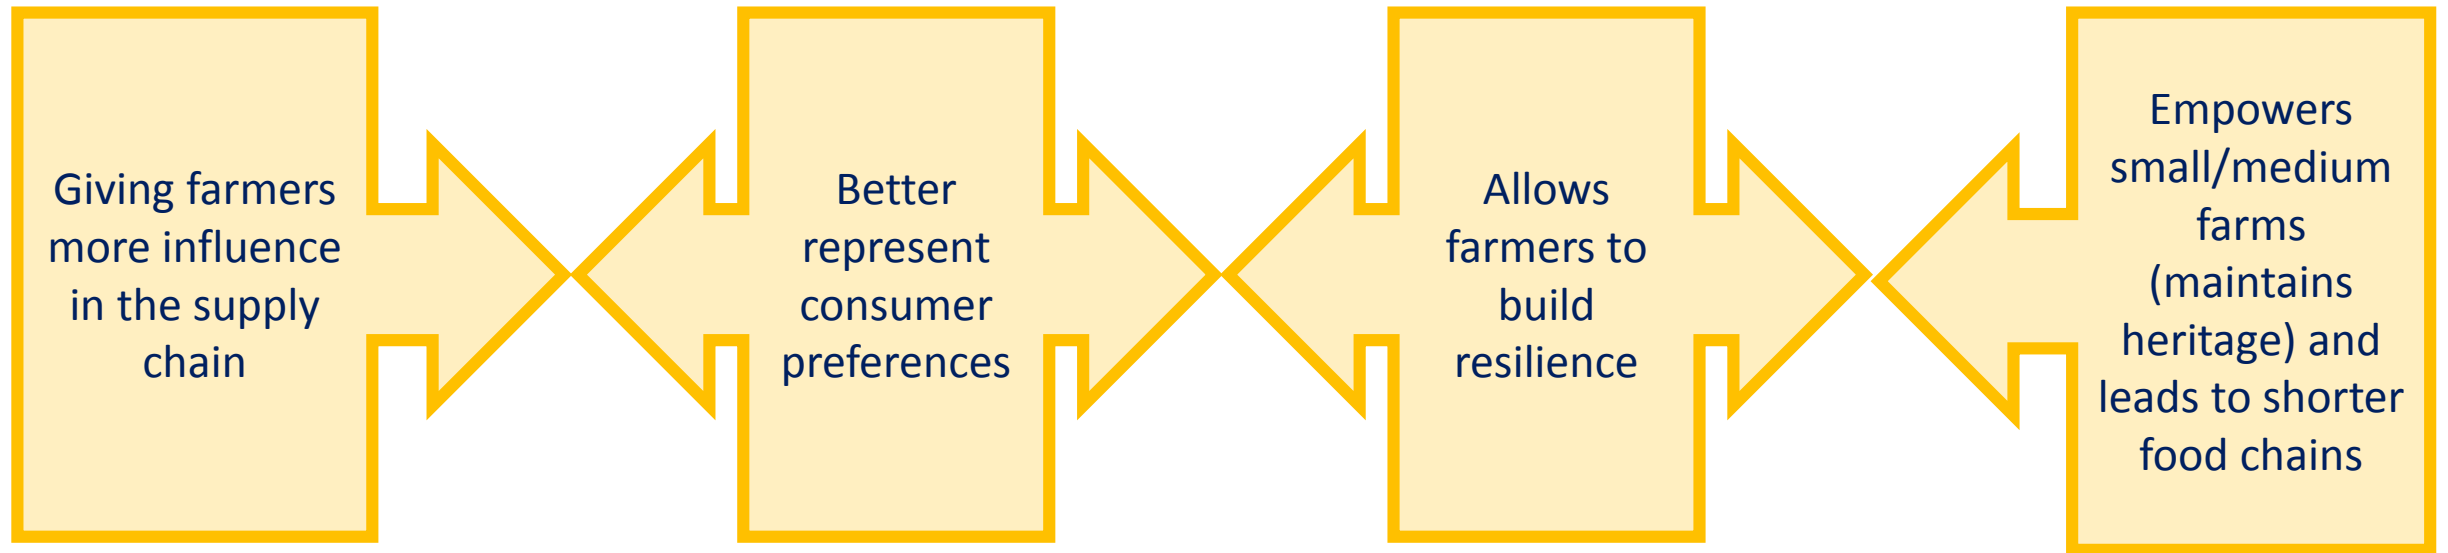 Giving farmers
more influence
in the supply
chain
Better
represent
consumer
preferences
Allows
farmers to
build
resilience
Empowers
small/medium
farms
(maintains
heritage) and
leads to shorter
food chains